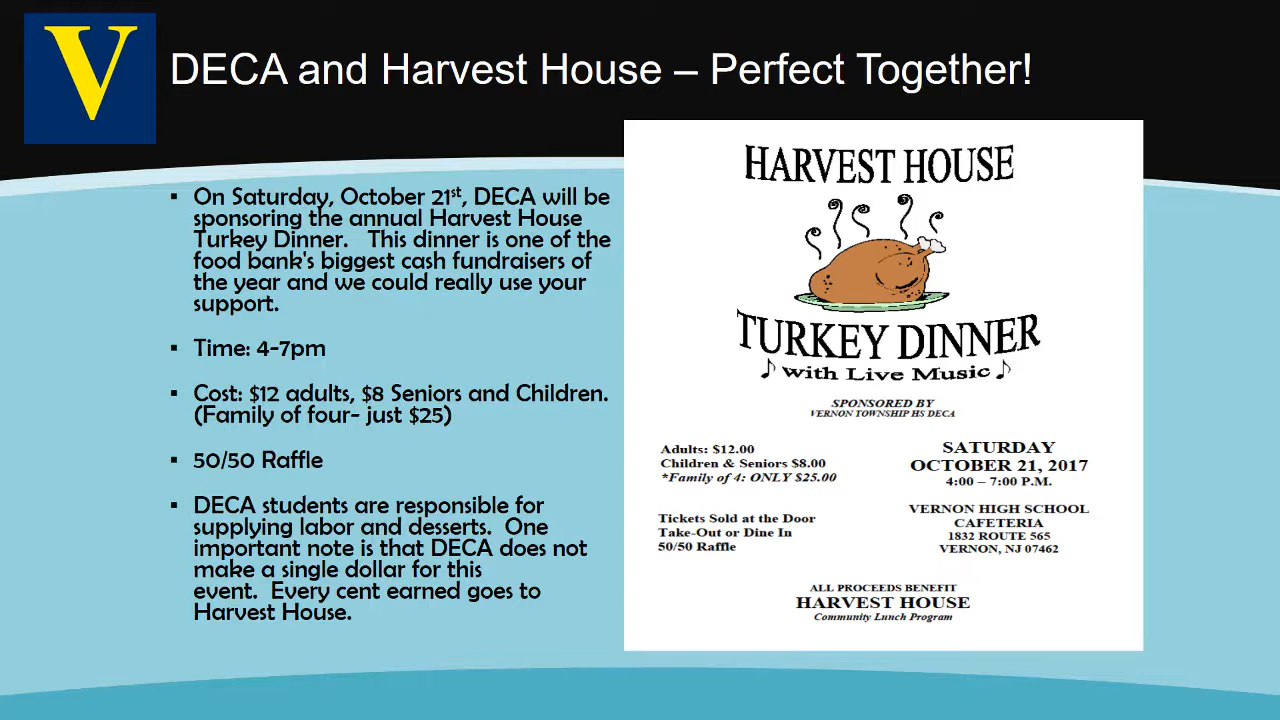 V
DECA and Harvest House – Perfect Together!
▪ On Saturday, October 21st, DECA will be
sponsoring the annual Harvest House
Turkey Dinner. This dinner is one of the
food bank's biggest cash fundraisers of
the year and we could really use your
support.
▪ Time: 4-7pm
▪ Cost: $12 adults, $8 Seniors and Children.
(Family of four- just $25)
▪ 50/50 Raffle
▪ DECA students are responsible for
supplying labor and desserts. One
important note is that DECA does not
make a single dollar for this
event. Every cent earned goes to
Harvest House.
HARVEST HOUSE
TURKEY DINNER
♪ with Live Music ♪
SPONSORED BY
VERNON TOWNSHIP HS DECA
Adults: $12.00
Children & Seniors $8.00
*Family of 4: ONLY $25.00
Tickets Sold at the Door
Take-Out or Dine In
50/50 Raffle
SATURDAY
OCTOBER 21, 2017
4:00 – 7:00 P.M.
VERNON HIGH SCHOOL
CAFETERIA
1832 ROUTE 565
VERNON, NJ 07462
ALL PROCEEDS BENEFIT
HARVEST HOUSE
Community Lunch Program